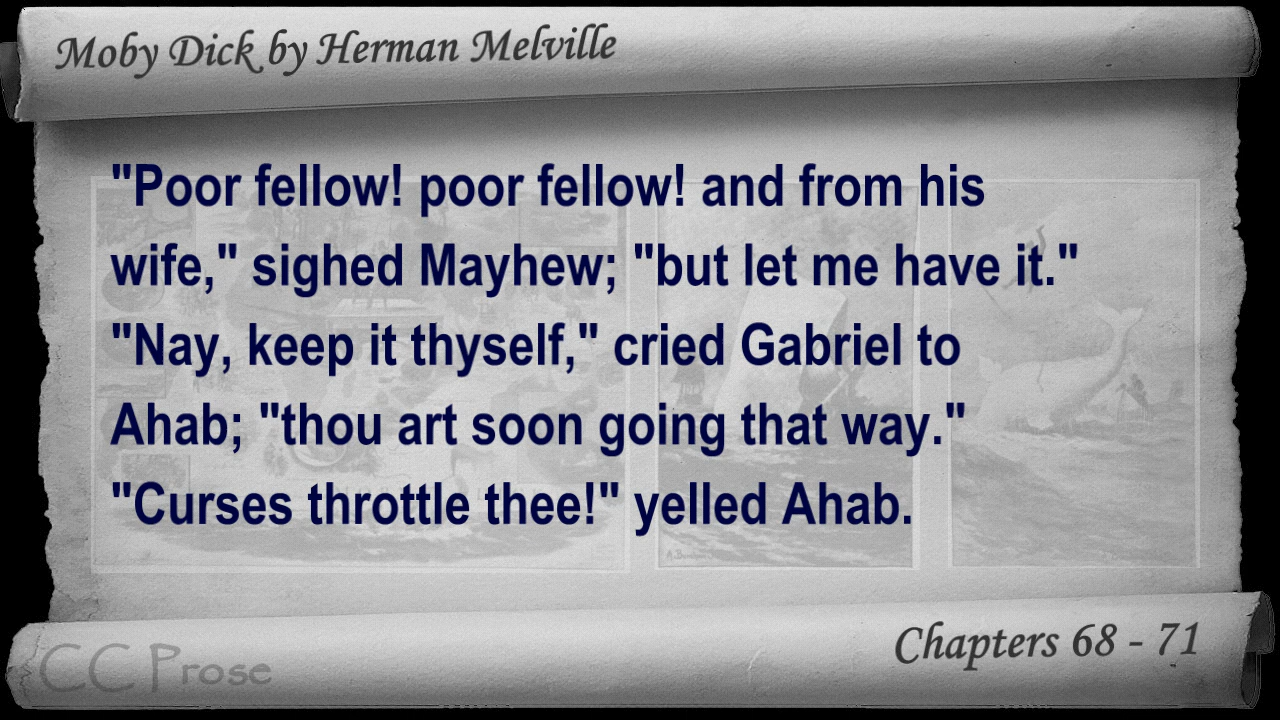 Moby Dick by Herman Melville
"Poor fellow! poor fellow! and from his
wife," sighed Mayhew; "but let me have it."
"Nay, keep it thyself," cried Gabriel to
Ahab; "thou art soon going that way."
"Curses throttle thee!" yelled Ahab.
Chapters 68 - 71
CC Prose